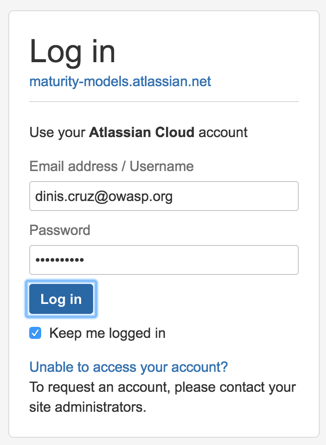 Log in
maturity-models.atlassian.net
Use your Atlassian Cloud account
Email address / Username
dinis.cruz@owasp.org
Password
••••••••••
Log in
Keep me logged in
Unable to access your account?
To request an account, please contact your
site administrators.